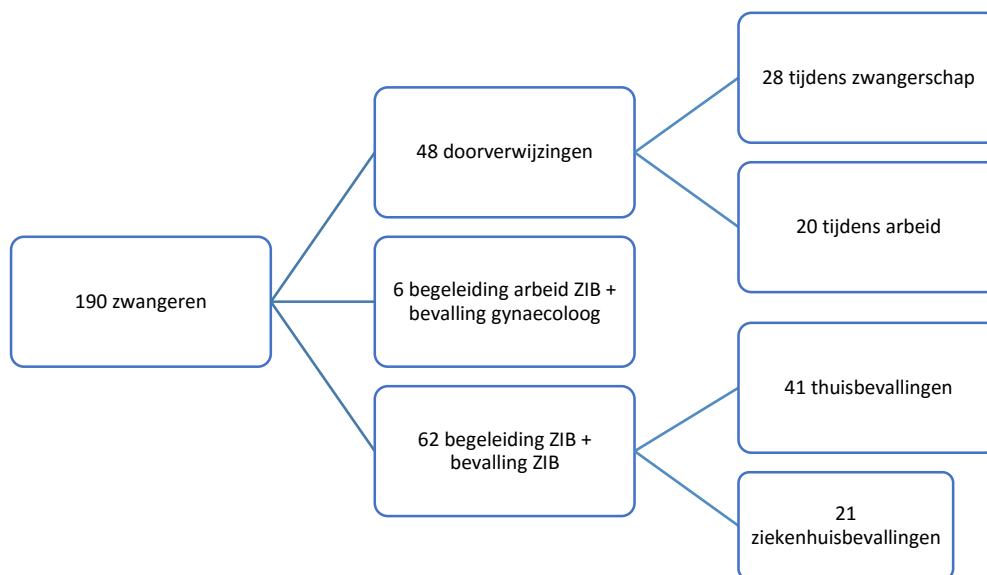 190 zwangeren
48 doorverwijzingen
28 tijdens zwangerschap
20 tijdens arbeid
6 begeleiding arbeid ZIB +
bevalling gynaecoloog
62 begeleiding ZIB +
bevalling ZIB
41 thuisbevallingen
21
ziekenhuisbevallingen